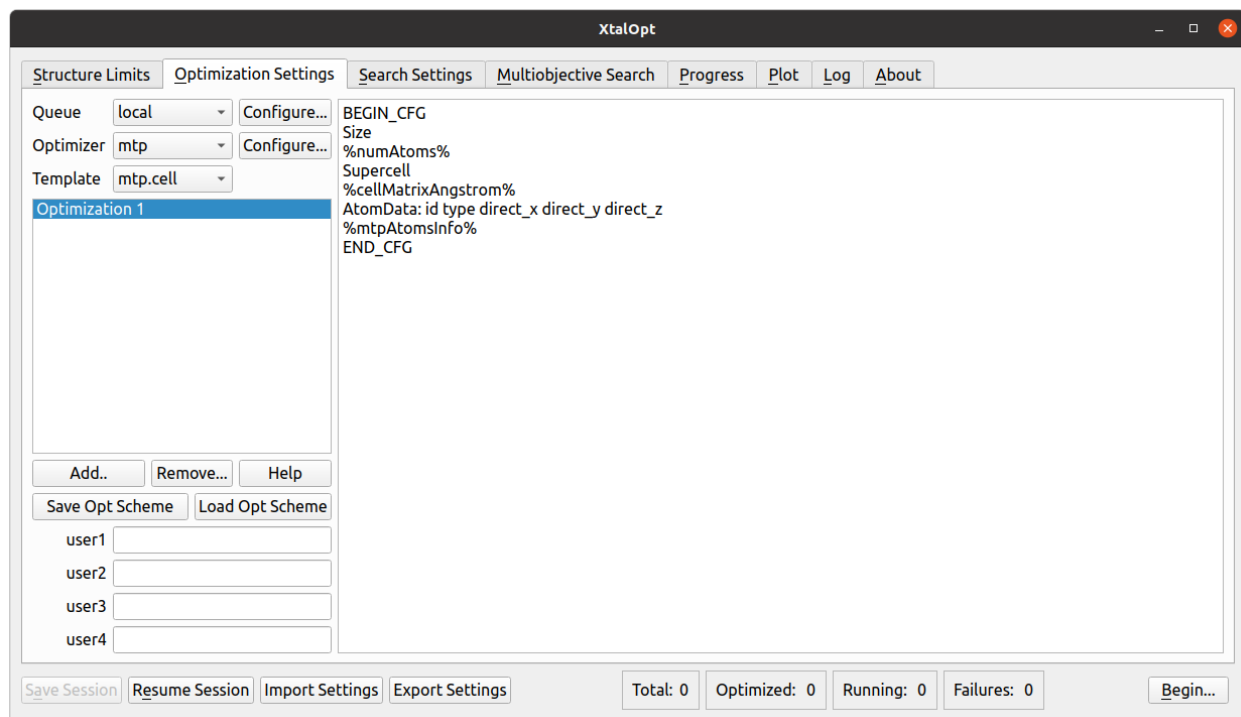 XtalOpt
Structure Limits Optimization Settings Search Settings Multiobjective Search Progress Plot Log About
Queue local Configure...
Optimizer mtp Configure...
Template mtp.cell
Optimization 1
BEGIN_CFG
Size
%numAtoms%
Supercell
%cellMatrixAngstrom%
AtomData: id type direct_x direct_y direct_z
%mtpAtomsInfo%
END_CFG
Add.. Remove... Help
Save Opt Scheme Load Opt Scheme
user1
user2
user3
user4
Save Session Resume Session Import Settings Export Settings Total: 0 Optimized: 0 Running: 0 Failures: 0 Begin...